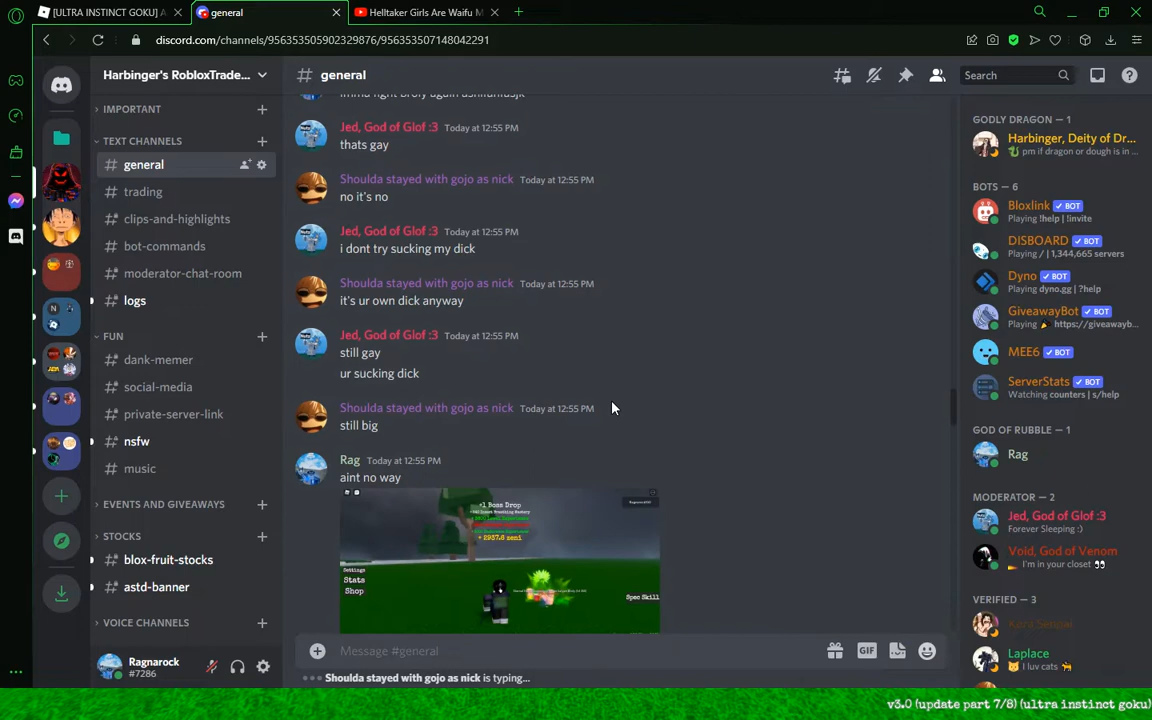 [ULTRA INSTINCT GOKU] A
general
Helltaker Girls Are Waifu M
discord.com/channels/956353505902329876/956353507148042291
Harbinger's RobloxTrade...
general
Search
IMPORTANT
TEXT CHANNELS
general
trading
clips-and-highlights
bot-commands
moderator-chat-room
logs
FUN
dank-memer
social-media
private-server-link
nsfw
music
EVENTS AND GIVEAWAYS
STOCKS
blox-fruit-stocks
astd-banner
VOICE CHANNELS
Ragnarock
#7286
Jed, God of Glof :3 Today at 12:55 PM
thats gay
Shoulda stayed with gojo as nick Today at 12:55 PM
no it's no
Jed, God of Glof :3 Today at 12:55 PM
i dont try sucking my dick
Shoulda stayed with gojo as nick Today at 12:55 PM
it's ur own dick anyway
Jed, God of Glof :3 Today at 12:55 PM
still gay
ur sucking dick
Shoulda stayed with gojo as nick Today at 12:55 PM
still big
Rag Today at 12:55 PM
aint no way
+1 Boss Drop
+ 2937.6 zeni
Settings
Stats
Shop
Spec Skill
Message #general
GIF
Shoulda stayed with gojo as nick is typing...
GODLY DRAGON — 1
Harbinger, Deity of Dr...
pm if dragon or dough is in ...
BOTS — 6
Bloxlink ✓ BOT
Playing !help | !invite
DISBOARD ✓ BOT
Playing / | 1,344,665 servers
Dyno ✓ BOT
Playing dyno.gg | ?help
GiveawayBot ✓ BOT
Playing 🎉 https://giveawayb...
MEE6 ✓ BOT
ServerStats ✓ BOT
Watching counters | s/help
GOD OF RUBBLE — 1
Rag
MODERATOR — 2
Jed, God of Glof :3
Forever Sleeping :)
Void, God of Venom
I'm in your closet 👀
VERIFIED — 3
Kora Senpai
Laplace
🐱 I luv cats 🐈
v3.0 (update part 7/8) (ultra instinct goku)